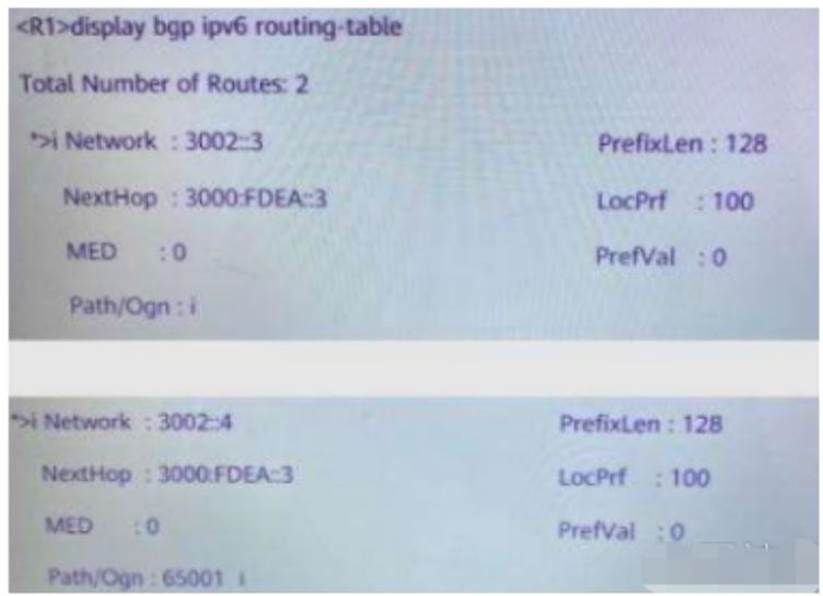 <R1>display bgp ipv6 routing-table
Total Number of Routes: 2
*>i Network : 3002::3 PrefixLen : 128
NextHop : 3000:FDEA::3 LocPrf : 100
MED : 0 PrefVal : 0
Path/Ogn : i
*>i Network : 3002::4 PrefixLen : 128
NextHop : 3000:FDEA::3 LocPrf : 100
MED : 0 PrefVal : 0
Path/Ogn : 65001 i